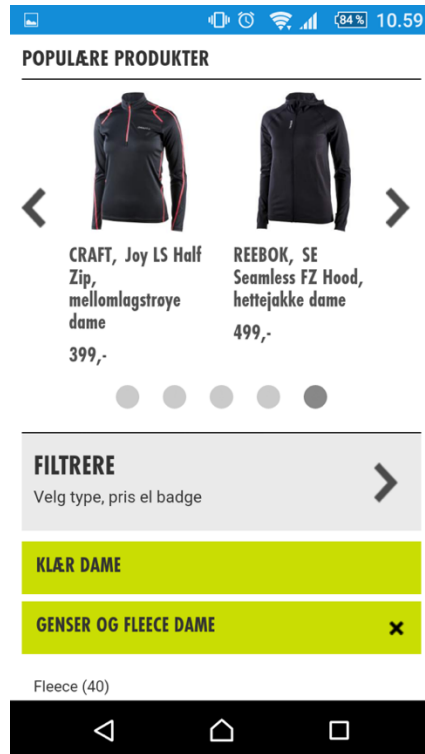 84% 10.59
POPULÆRE PRODUKTER
CRAFT, Joy LS Half
Zip,
mellomlagstrøye
dame
399,-
REEBOK, SE
Seamless FZ Hood,
hettejakke dame
499,-
FILTRERE
Velg type, pris el badge
KLÆR DAME
GENSER OG FLEECE DAME
Fleece (40)